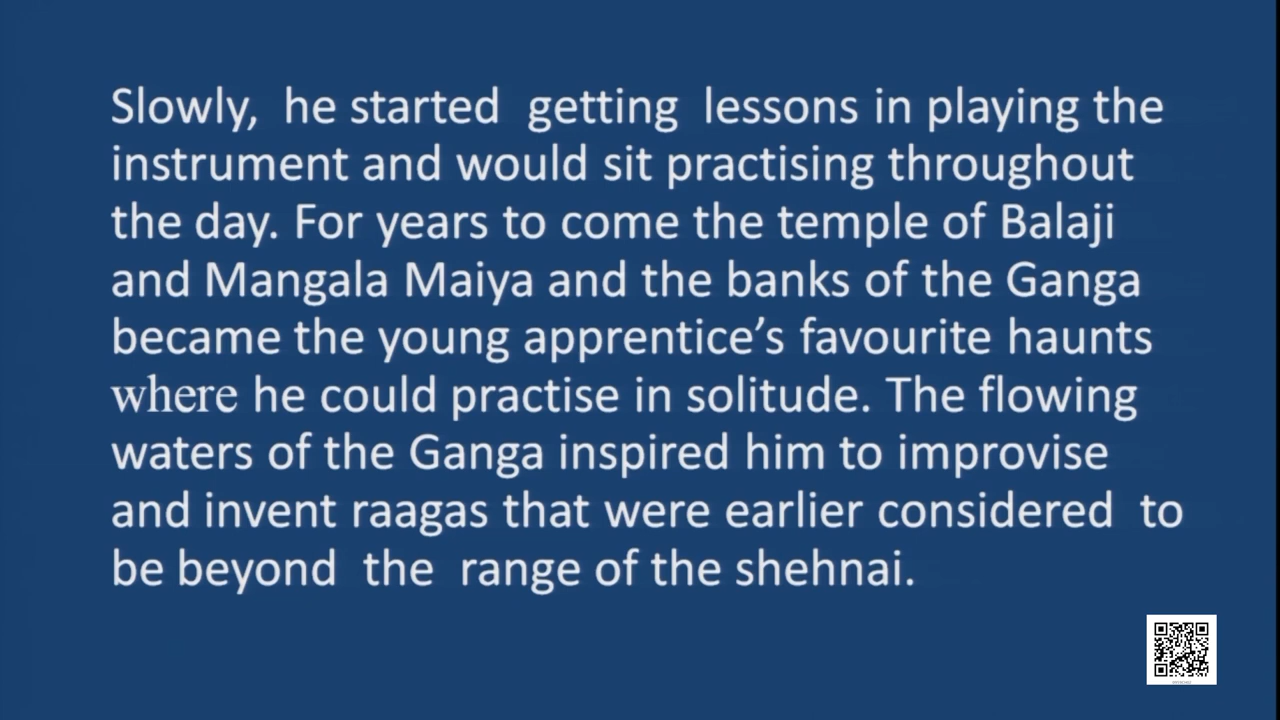 Slowly, he started getting lessons in playing the
instrument and would sit practising throughout
the day. For years to come the temple of Balaji
and Mangala Maiya and the banks of the Ganga
became the young apprentice’s favourite haunts
where he could practise in solitude. The flowing
waters of the Ganga inspired him to improvise
and invent raagas that were earlier considered to
be beyond the range of the shehnai.